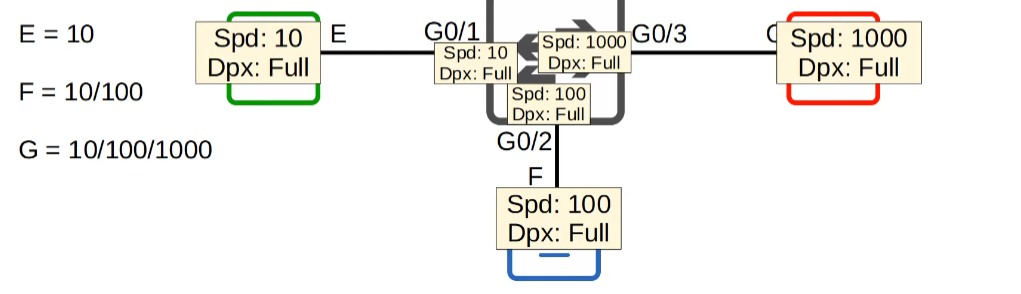 E = 10
F = 10/100
G = 10/100/1000
Spd: 10
Dpx: Full
E
G0/1
Spd: 10
Dpx: Full
Spd: 1000
Dpx: Full
G0/3
Spd: 1000
Dpx: Full
Spd: 100
Dpx: Full
G0/2
F
Spd: 100
Dpx: Full